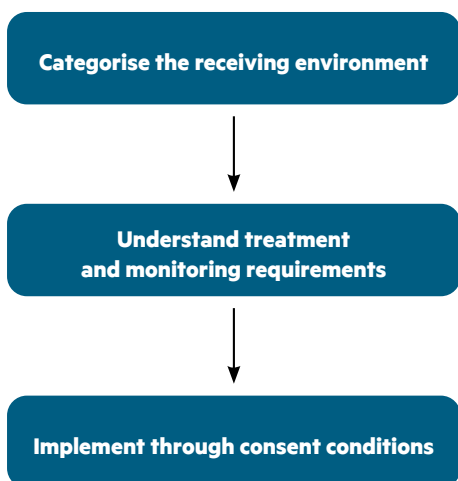 Categorise the receiving environment
Understand treatment
and monitoring requirements
Implement through consent conditions